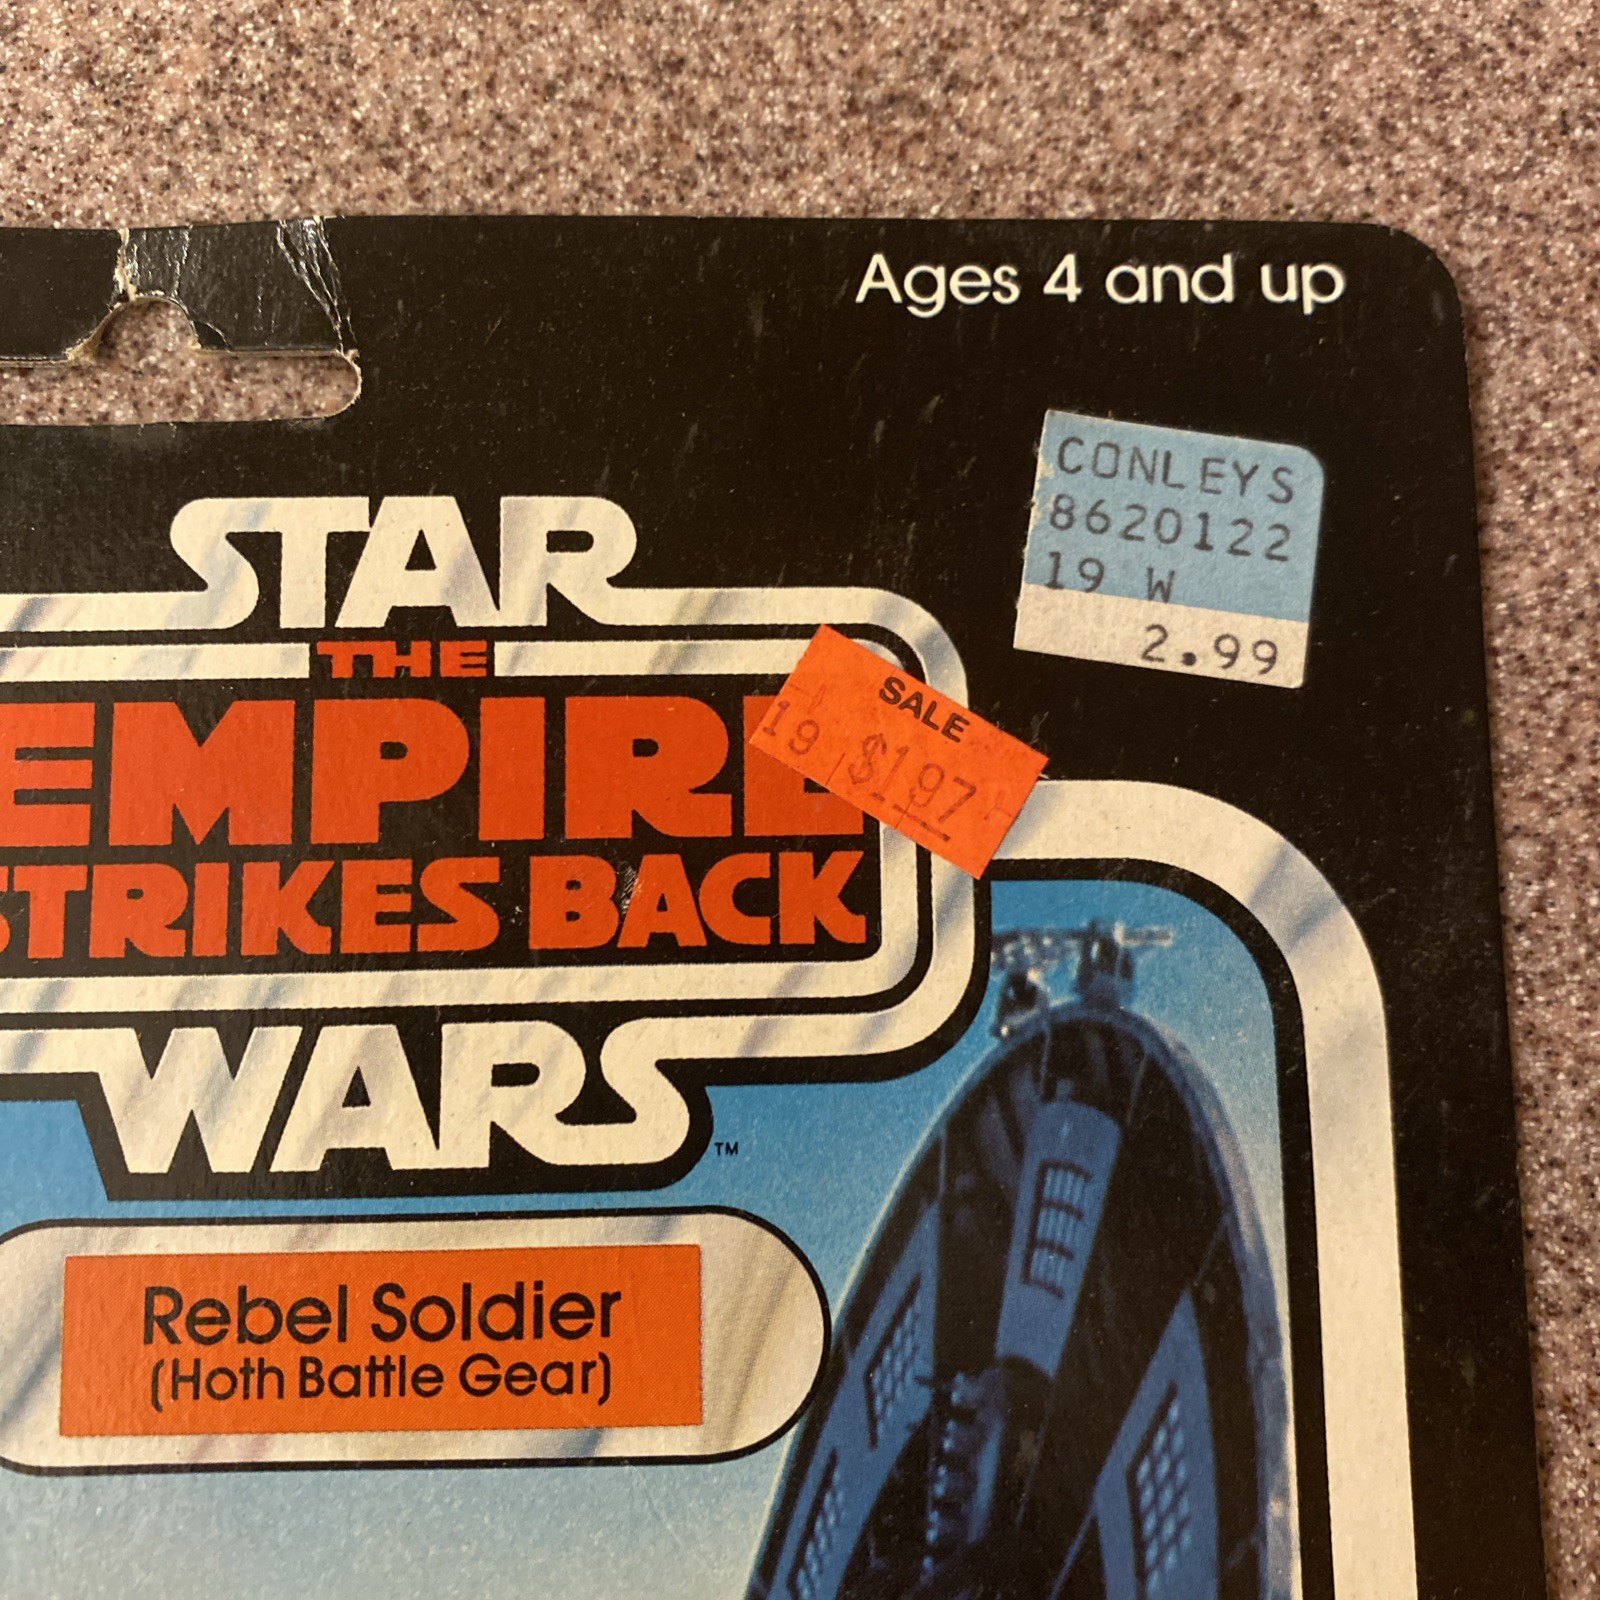 Ages 4 and up
CONLEYS
8620122
19 W
2.99
STAR
THE
EMPIRE
STRIKES BACK
WARS
TM
SALE
19 $1.97
Rebel Soldier
(Hoth Battle Gear)